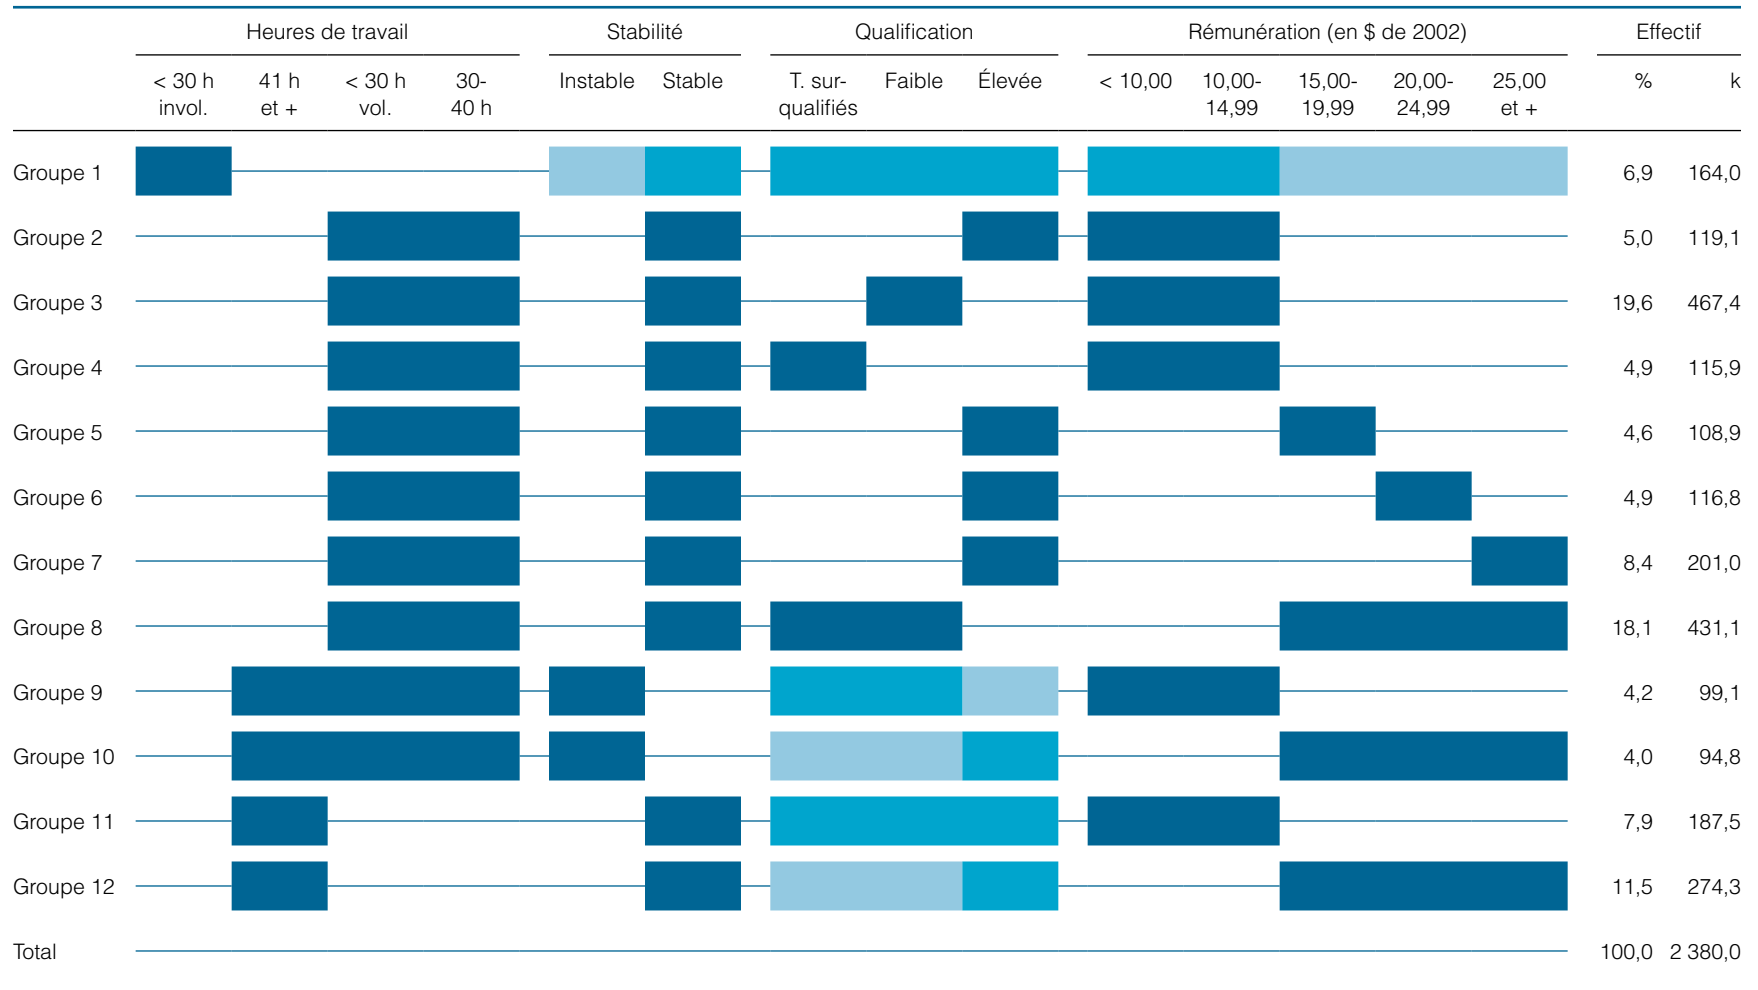 Heures de travail Stabilité Qualification Rémunération (en $ de 2002) Effectif
< 30 h 41 h < 30 h 30- Instable Stable T. sur- Faible Élevée < 10,00 10,00- 15,00- 20,00- 25,00 % k
invol. et + vol. 40 h qualifiés 14,99 19,99 24,99 et +
Groupe 1 6,9 164,0
Groupe 2 5,0 119,1
Groupe 3 19,6 467,4
Groupe 4 4,9 115,9
Groupe 5 4,6 108,9
Groupe 6 4,9 116,8
Groupe 7 8,4 201,0
Groupe 8 18,1 431,1
Groupe 9 4,2 99,1
Groupe 10 4,0 94,8
Groupe 11 7,9 187,5
Groupe 12 11,5 274,3
Total 100,0 2 380,0